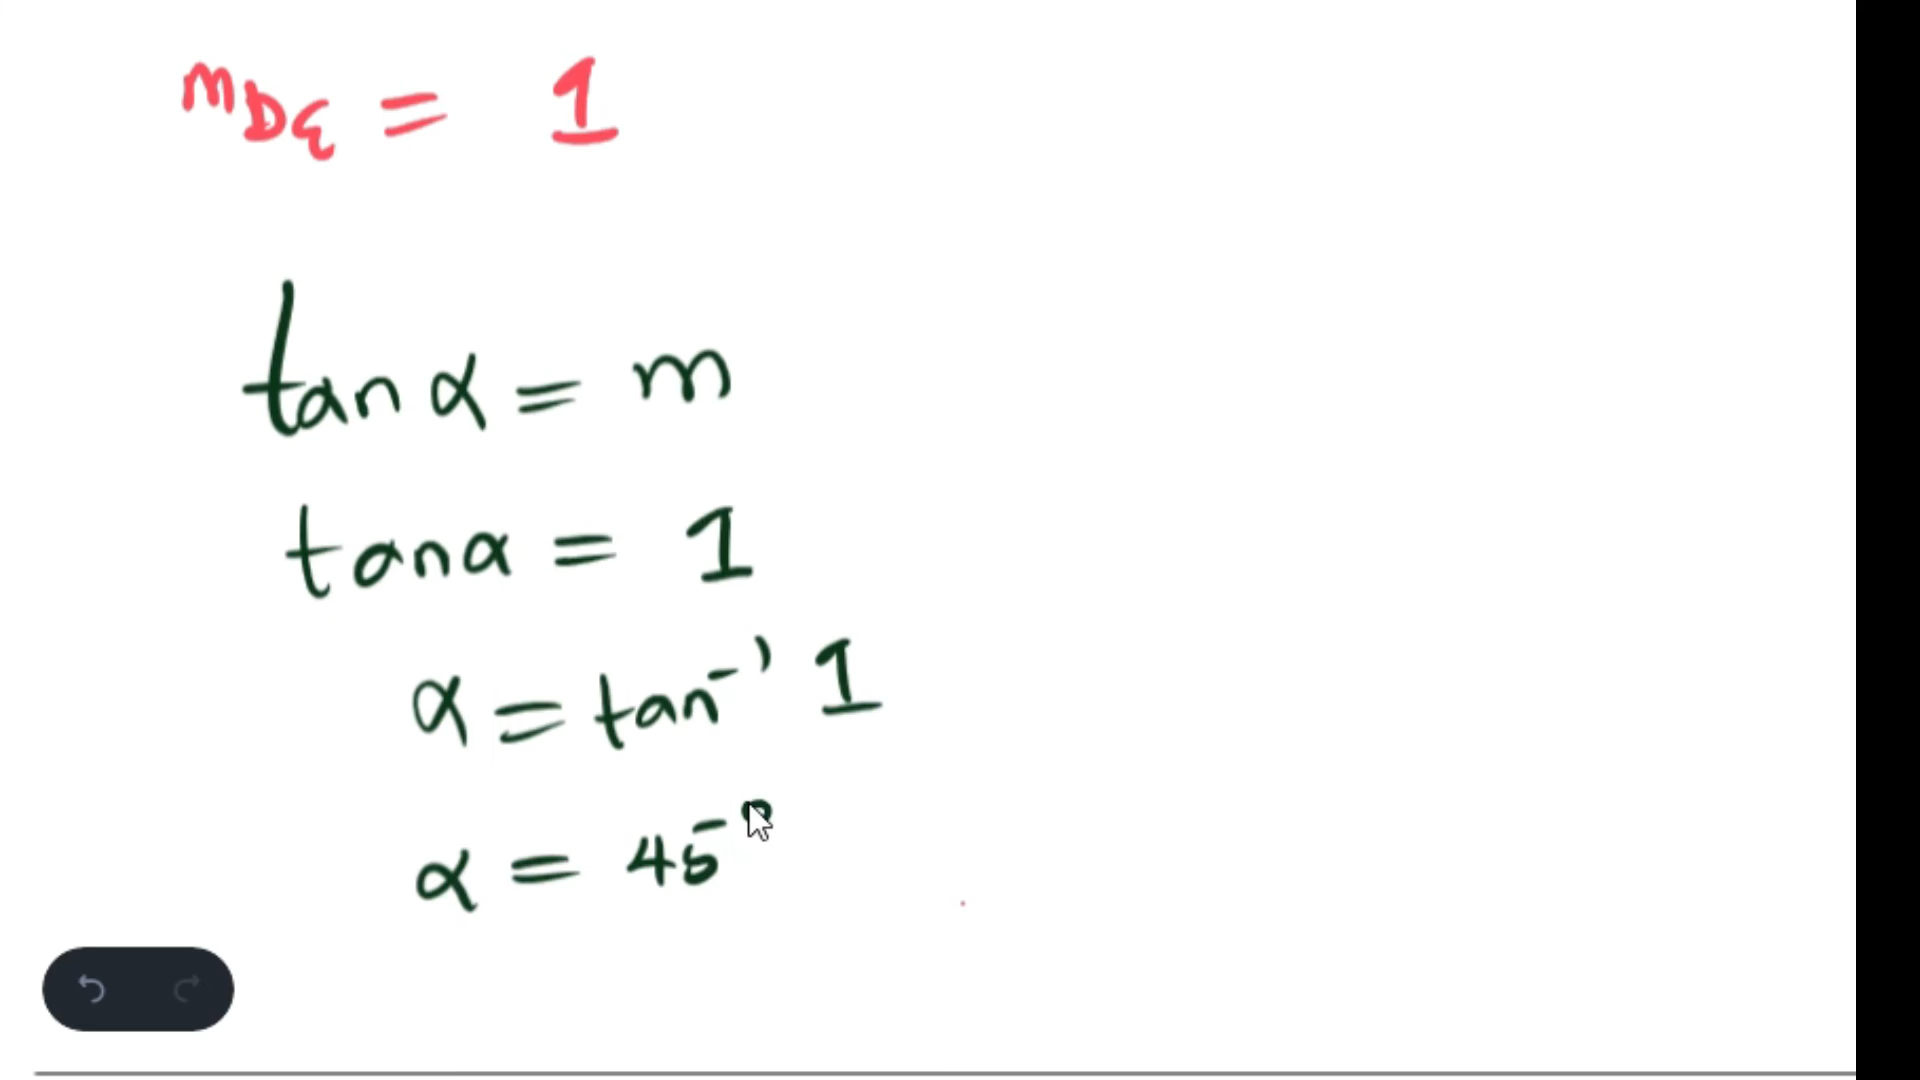 m_DE = 1
tan α = m
tan α = 1
α = tan⁻¹ 1
α = 45°